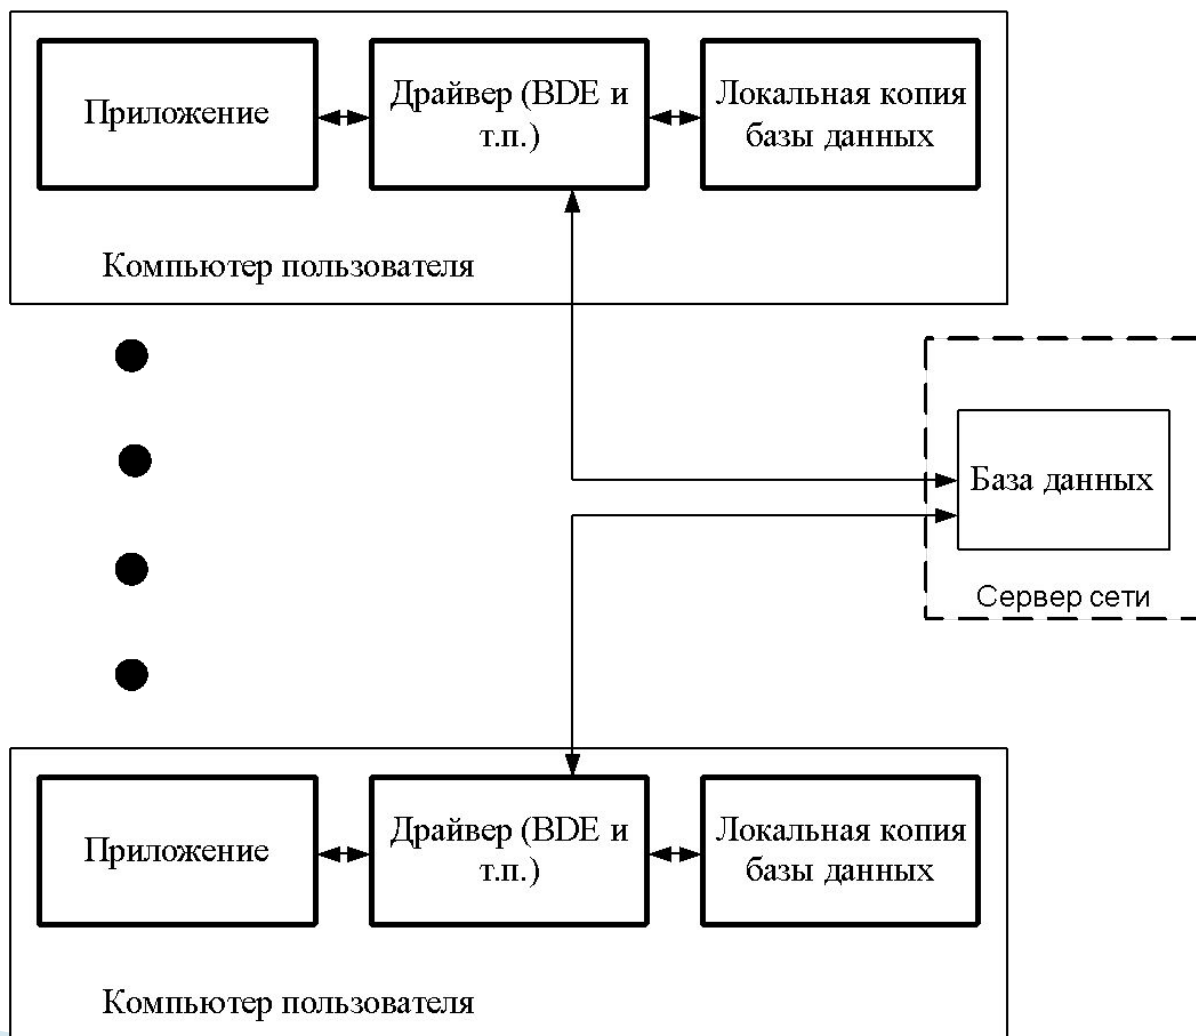 Приложение
Драйвер (BDE и
т.п.)
Локальная копия
базы данных
Компьютер пользователя
База данных
Сервер сети
Приложение
Драйвер (BDE и
т.п.)
Локальная копия
базы данных
Компьютер пользователя